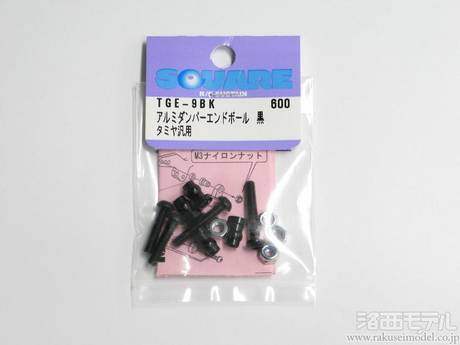 SQUARE
R/C-SUSTAIN
TGE-9BK 600
アルミダンパーエンドボール 黒
タミヤ汎用
M3ナイロンナット
洛西モデル
www.rakuseimodel.co.jp